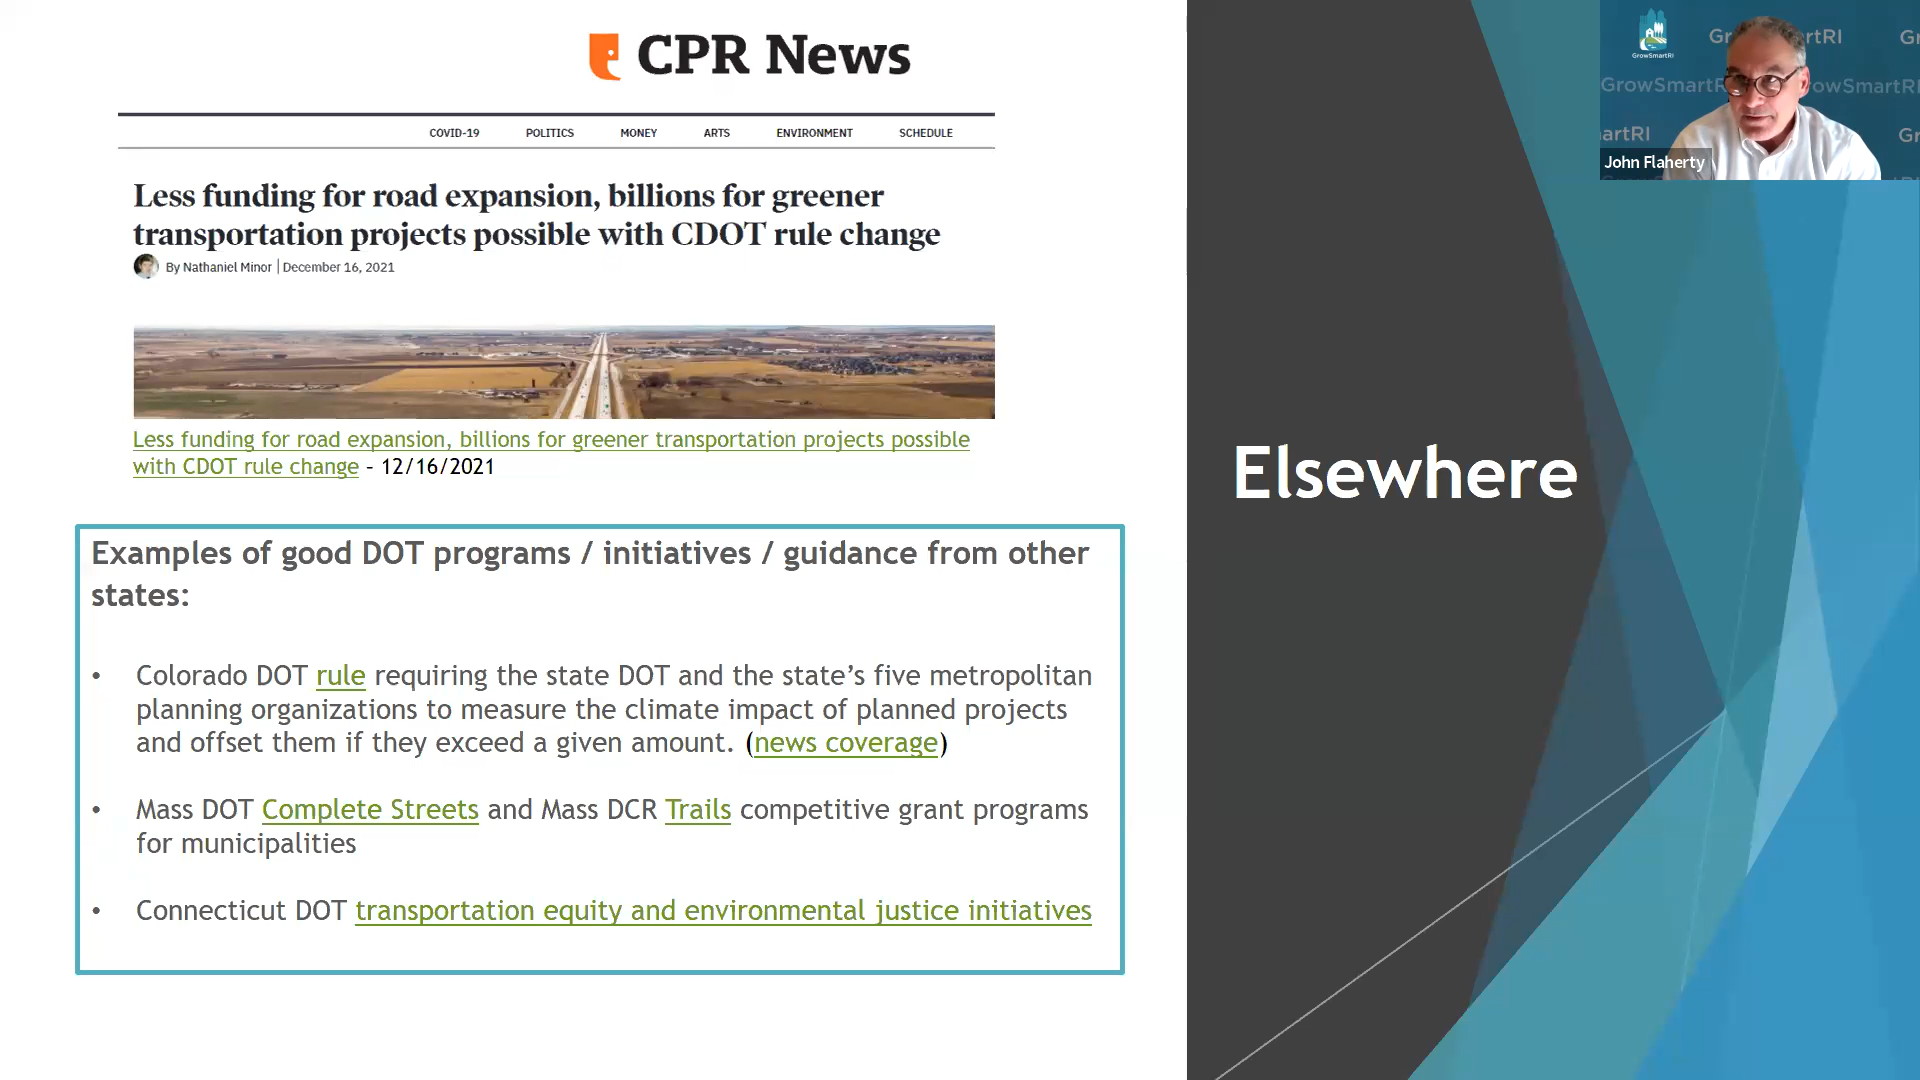 CPR News
COVID-19 POLITICS MONEY ARTS ENVIRONMENT SCHEDULE
Less funding for road expansion, billions for greener
transportation projects possible with CDOT rule change
By Nathaniel Minor | December 16, 2021
Less funding for road expansion, billions for greener transportation projects possible
with CDOT rule change – 12/16/2021
Examples of good DOT programs / initiatives / guidance from other
states:
• Colorado DOT rule requiring the state DOT and the state’s five metropolitan
planning organizations to measure the climate impact of planned projects
and offset them if they exceed a given amount. (news coverage)
• Mass DOT Complete Streets and Mass DCR Trails competitive grant programs
for municipalities
• Connecticut DOT transportation equity and environmental justice initiatives
Elsewhere
GrowSmartRI
GrowSmartR
owSmartRI
artRI
John Flaherty